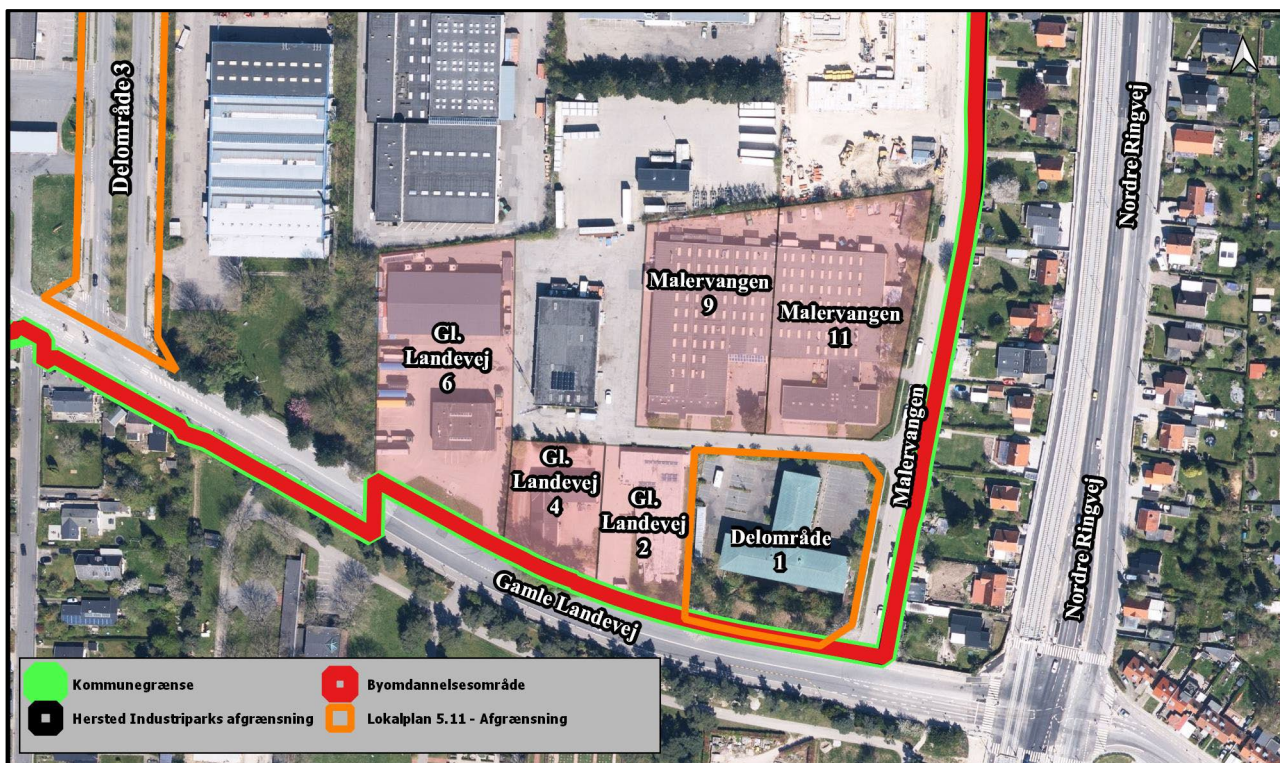 Delområde 3
Nordre Ringvej
Malervangen
9
Malervangen
11
Gl.
Landevej
6
Gl.
Landevej
4
Gl.
Landevej
2
Delområde
1
Malervangen
Nordre Ringvej
Gamle Landevej
Kommunegrænse
Byomdannelsesområde
Hersted Industriparks afgrænsning
Lokalplan 5.11 - Afgrænsning